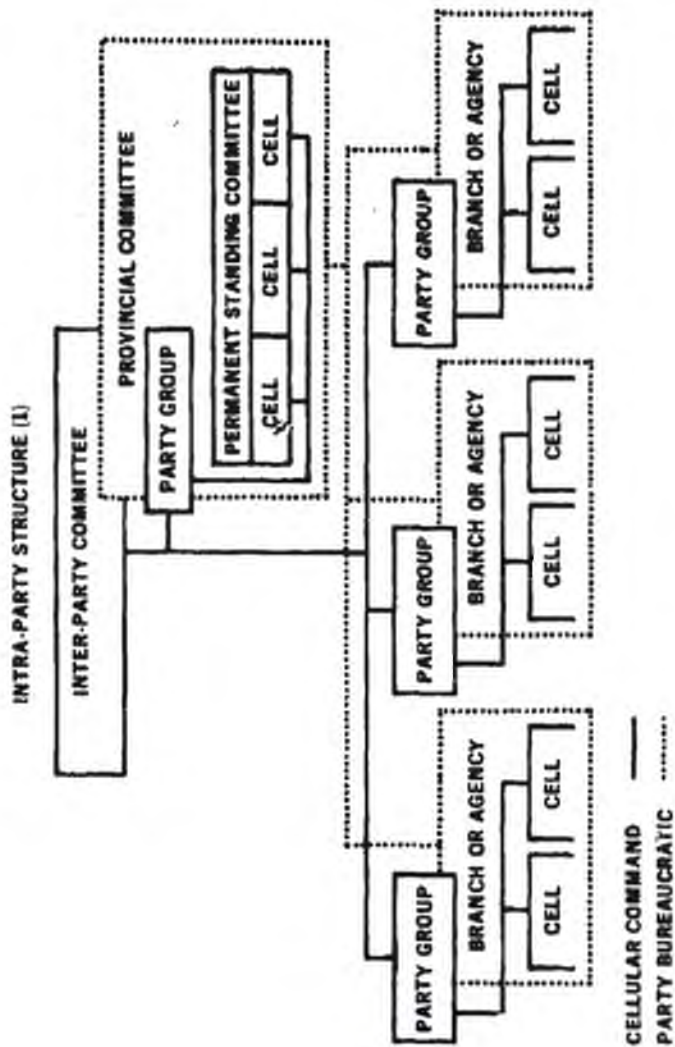 INTRA-PARTY STRUCTURE (1)
INTER-PARTY COMMITTEE
PROVINCIAL COMMITTEE
PARTY GROUP
PERMANENT STANDING COMMITTEE
CELL
CELL
CELL
PARTY GROUP
BRANCH OR AGENCY
CELL
CELL
PARTY GROUP
BRANCH OR AGENCY
CELL
CELL
PARTY GROUP
BRANCH OR AGENCY
CELL
CELL
CELLULAR COMMAND
PARTY BUREAUCRATIC